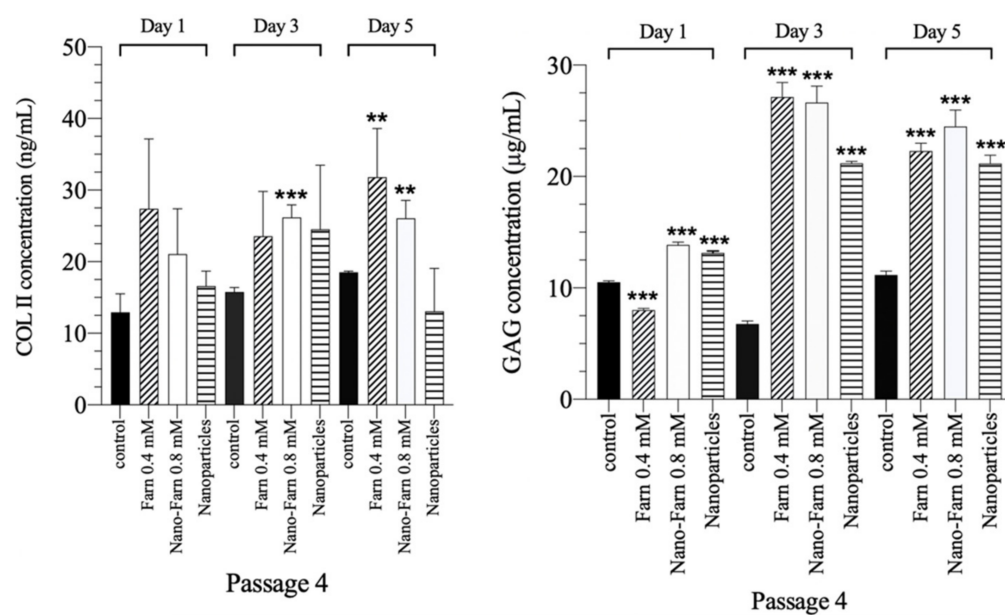 Day 1 Day 3 Day 5
50
40
30
20
10
0
COL II concentration (ng/mL)
**
***
**
control
Farn 0.4 mM
Nano-Farn 0.8 mM
Nanoparticles
control
Farn 0.4 mM
Nano-Farn 0.8 mM
Nanoparticles
control
Farn 0.4 mM
Nano-Farn 0.8 mM
Nanoparticles
Passage 4
Day 1 Day 3 Day 5
30
20
10
0
GAG concentration (μg/mL)
***
***
***
***
***
***
***
***
***
control
Farn 0.4 mM
Nano-Farn 0.8 mM
Nanoparticles
control
Farn 0.4 mM
Nano-Farn 0.8 mM
Nanoparticles
control
Farn 0.4 mM
Nano-Farn 0.8 mM
Nanoparticles
Passage 4